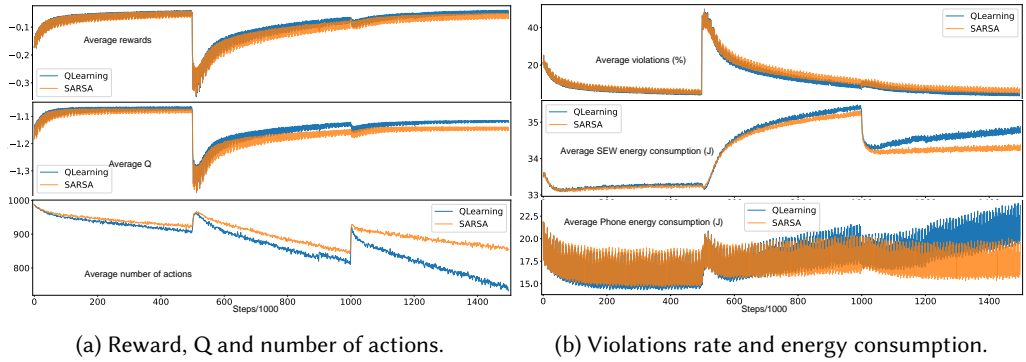 −0.1
−0.2
−0.3
Average rewards
QLearning
SARSA
−1.1
−1.2
−1.3
Average Q
QLearning
SARSA
1000
900
800
Average number of actions
QLearning
SARSA
0 200 400 600 800 1000 1200 1400
Steps/1000
(a) Reward, Q and number of actions.
40
20
Average violations (%)
QLearning
SARSA
35
34
33
Average SEW energy consumption (J)
QLearning
SARSA
22.5
20.0
17.5
15.0
Average Phone energy consumption (J)
QLearning
SARSA
0 200 400 600 800 1000 1200 1400
Steps/1000
(b) Violations rate and energy consumption.